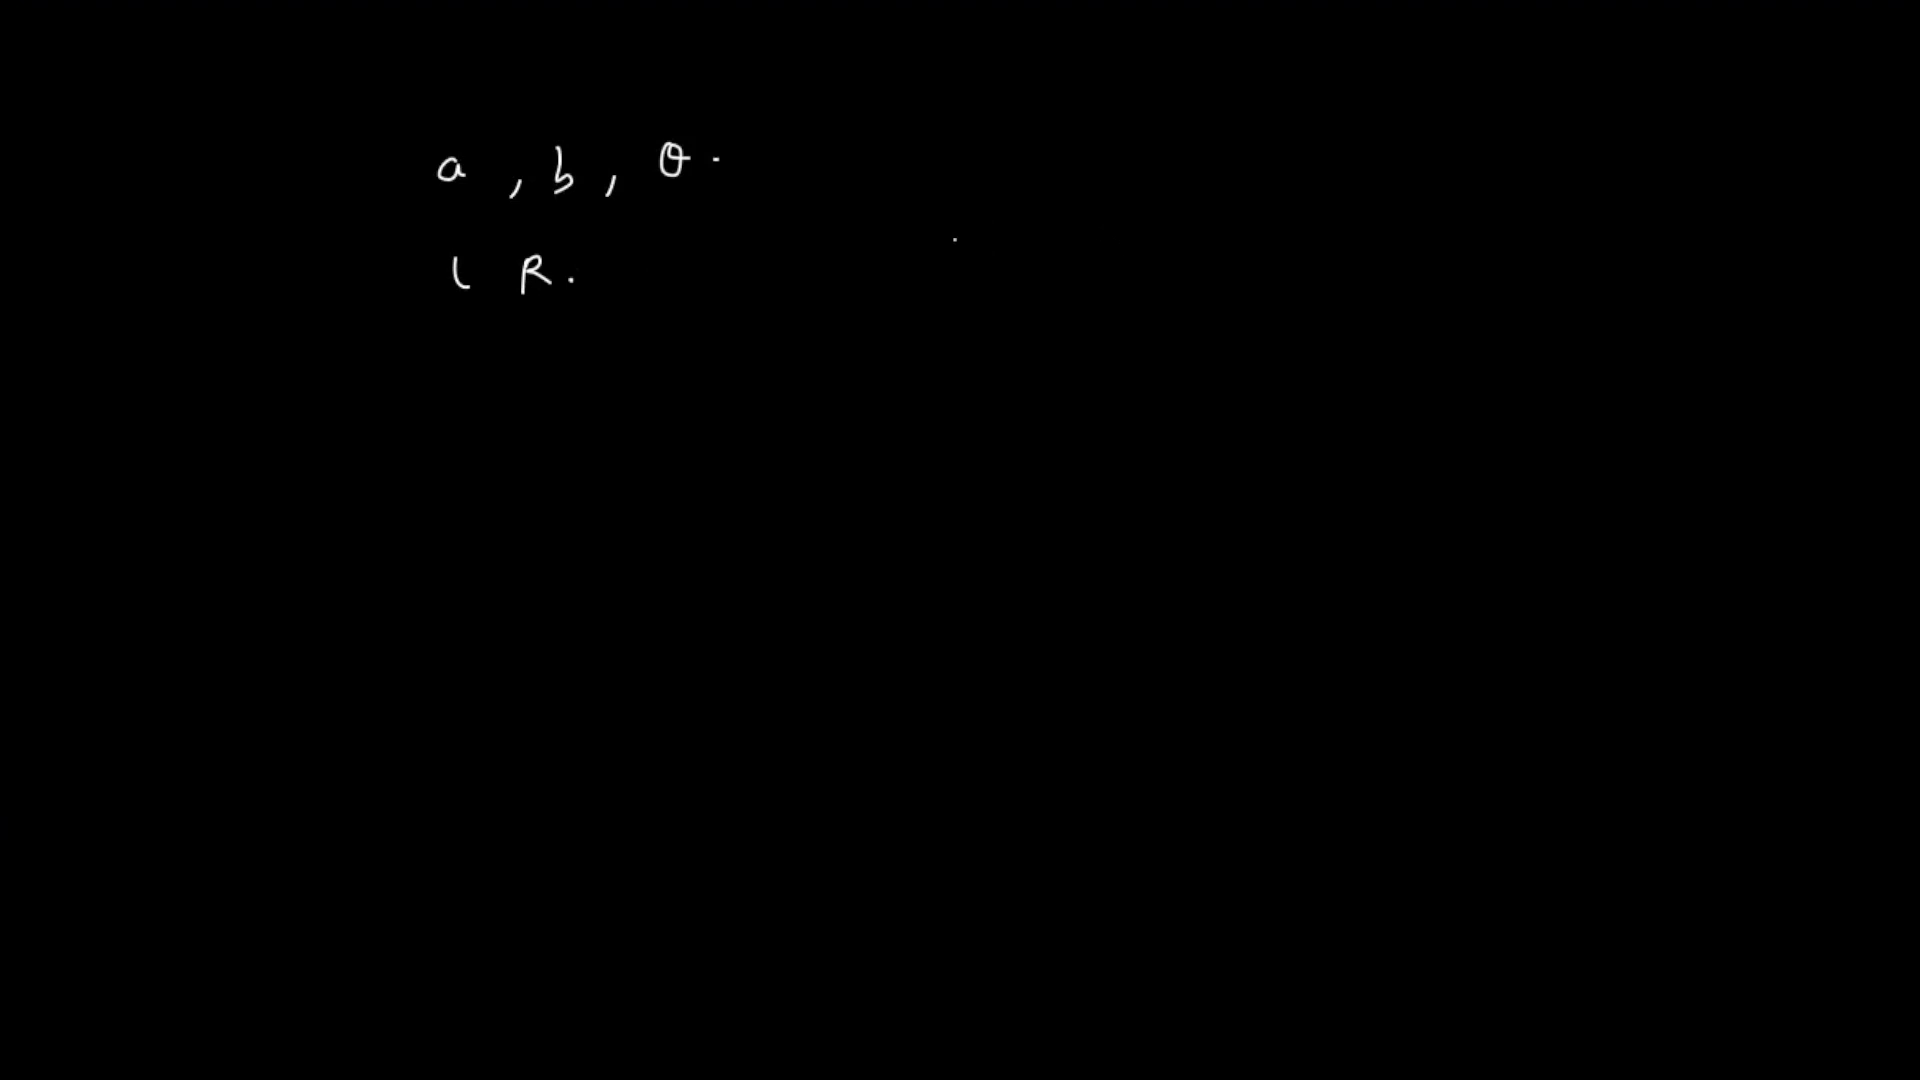 a , b , θ .
l R .